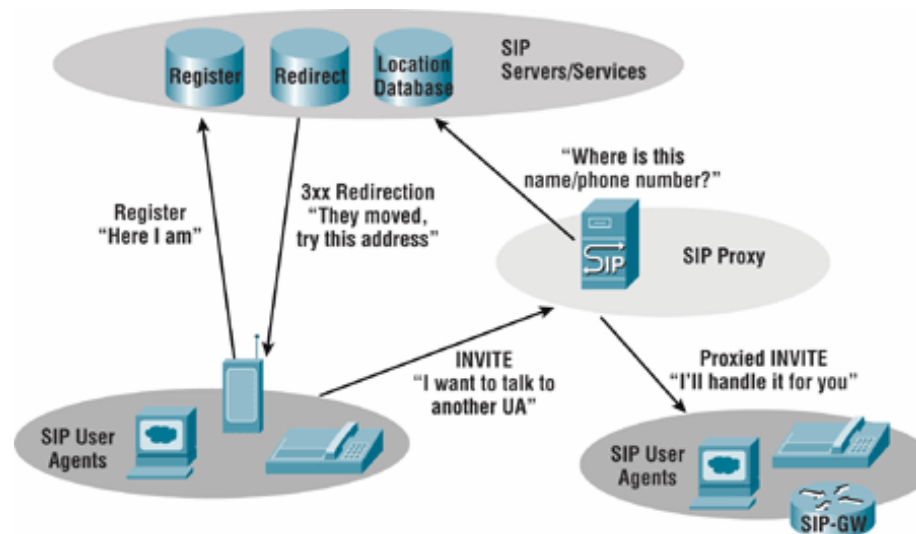 Register
Redirect
Location
Database
SIP
Servers/Services
Register
“Here I am”
3xx Redirection
“They moved,
try this address”
“Where is this
name/phone number?”
SIP
SIP Proxy
INVITE
“I want to talk to
another UA”
Proxied INVITE
“I’ll handle it for you”
SIP User
Agents
SIP User
Agents
SIP-GW